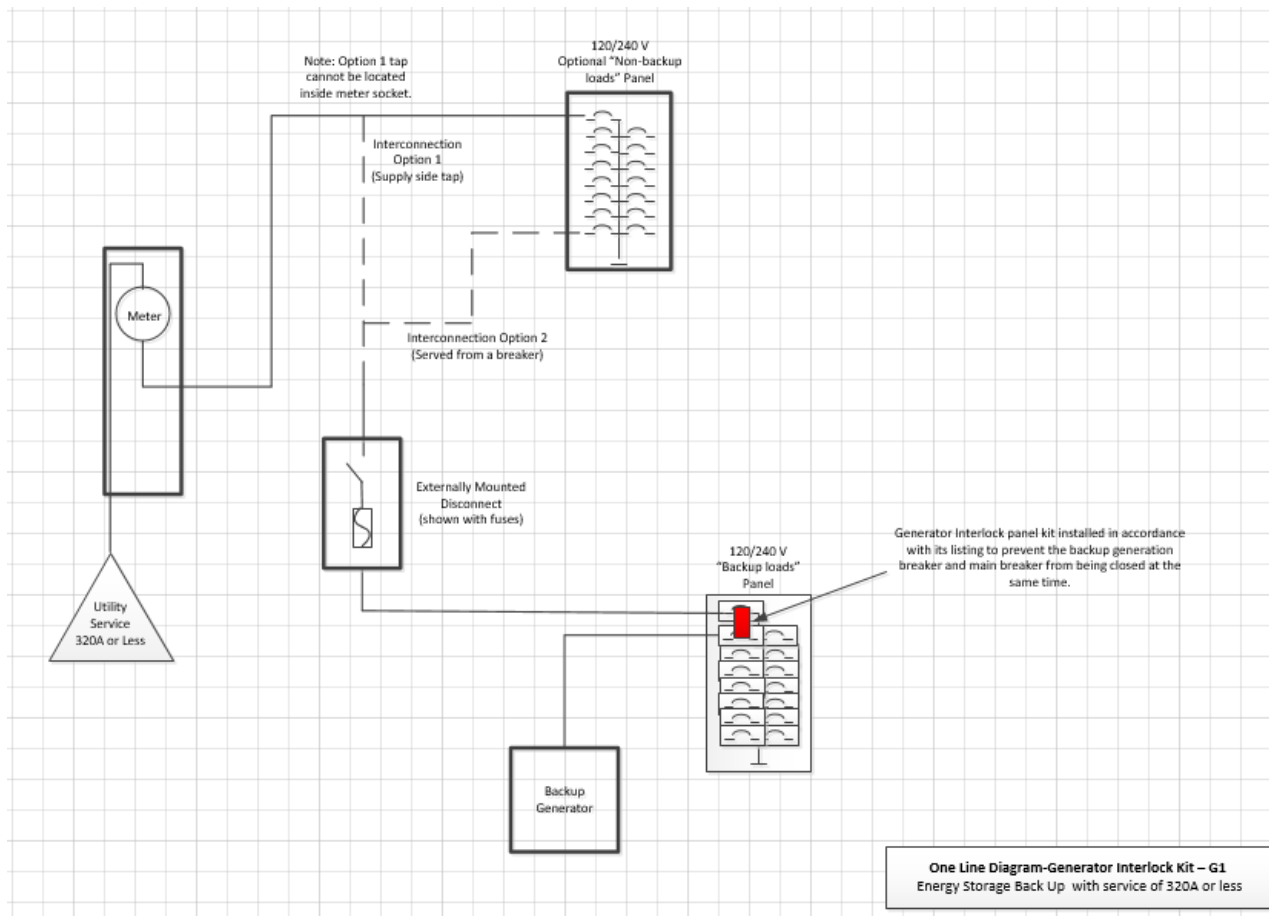 120/240 V
Optional “Non-backup
loads” Panel
Note: Option 1 tap
cannot be located
inside meter socket.
Interconnection
Option 1
(Supply side tap)
Meter
Interconnection Option 2
(Served from a breaker)
Externally Mounted
Disconnect
(shown with fuses)
Generator Interlock panel kit installed in accordance
with its listing to prevent the backup generation
breaker and main breaker from being closed at the
same time.
120/240 V
“Backup loads”
Panel
Utility
Service
320A or Less
Backup
Generator
One Line Diagram-Generator Interlock Kit – G1
Energy Storage Back Up with service of 320A or less